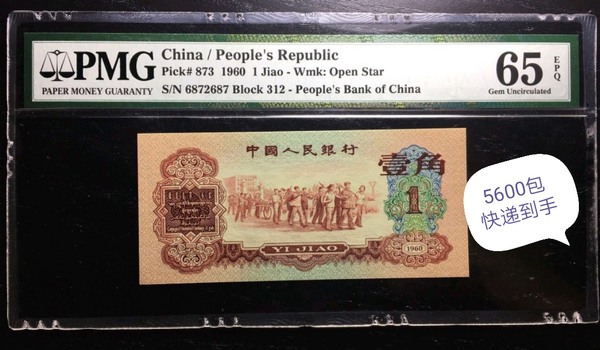 PMG
PAPER MONEY GUARANTY
China / People's Republic
Pick# 873 1960 1 Jiao - Wmk: Open Star
S/N 6872687 Block 312 - People's Bank of China
65 EPQ
Gem Uncirculated
中國人民銀行
壹角
1
YI JIAO
1960
5600包
快递到手